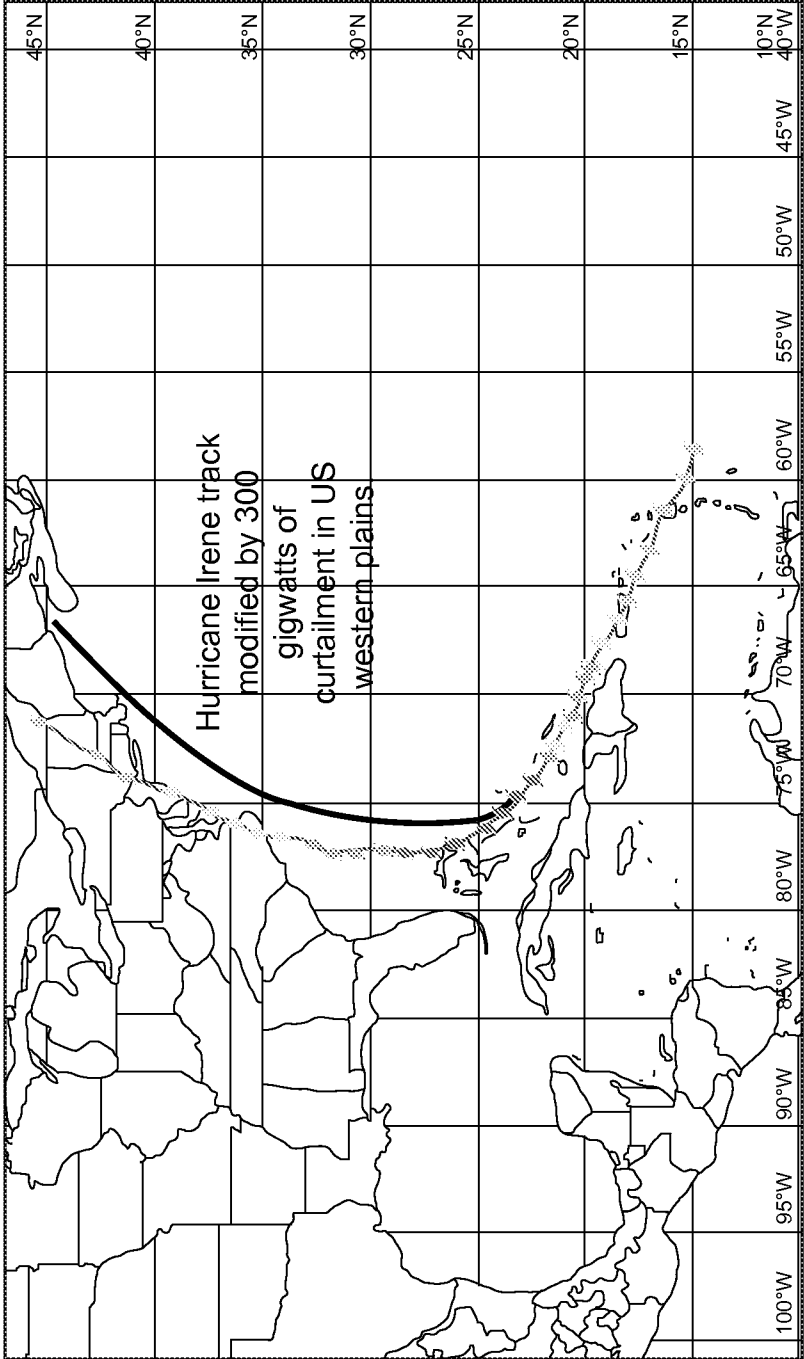 Hurricane Irene track
modified by 300
gigwatts of
curtailment in US
western plains
45°N
40°N
35°N
30°N
25°N
20°N
15°N
10°N
100°W
95°W
90°W
85°W
80°W
75°W
70°W
65°W
60°W
55°W
50°W
45°W
40°W